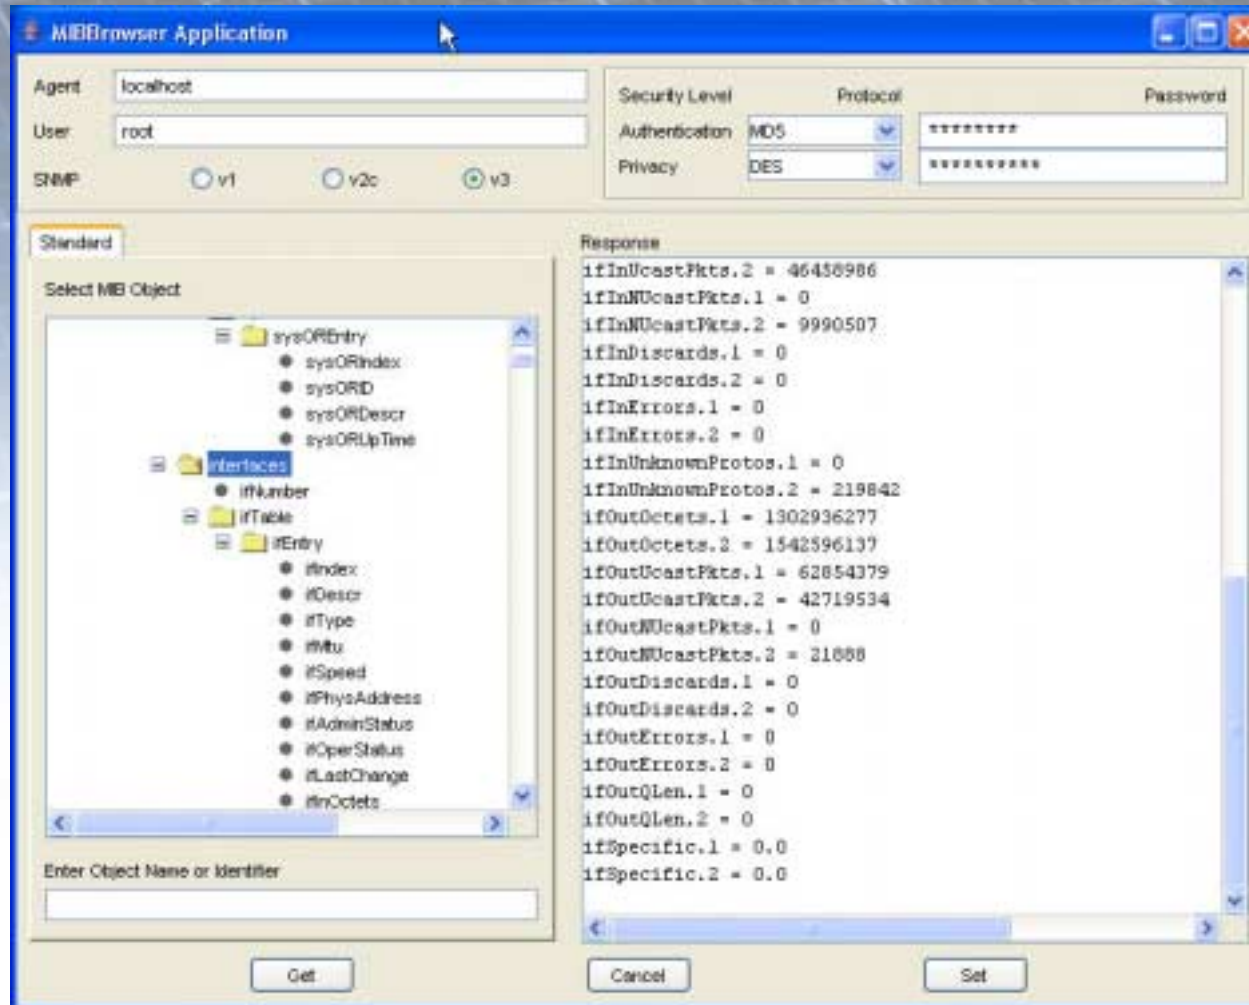 MIBBrowser Application
Agent
localhost
User
root
SNMP
v1
v2c
v3
Security Level
Protocol
Password
Authentication
MD5
********
Privacy
DES
**********
Standard
Select MIB Object
sysOREntry
sysORIndex
sysORID
sysORDescr
sysORUpTime
interfaces
ifNumber
ifTable
ifEntry
ifIndex
ifDescr
ifType
ifMtu
ifSpeed
ifPhysAddress
ifAdminStatus
ifOperStatus
ifLastChange
ifInOctets
Enter Object Name or Identifier
Response
ifInUcastPkts.2 = 46458986
ifInNUcastPkts.1 = 0
ifInNUcastPkts.2 = 9990507
ifInDiscards.1 = 0
ifInDiscards.2 = 0
ifInErrors.1 = 0
ifInErrors.2 = 0
ifInUnknownProtos.1 = 0
ifInUnknownProtos.2 = 219842
ifOutOctets.1 = 1302936277
ifOutOctets.2 = 1542596137
ifOutUcastPkts.1 = 62854379
ifOutUcastPkts.2 = 42719534
ifOutNUcastPkts.1 = 0
ifOutNUcastPkts.2 = 21888
ifOutDiscards.1 = 0
ifOutDiscards.2 = 0
ifOutErrors.1 = 0
ifOutErrors.2 = 0
ifOutQLen.1 = 0
ifOutQLen.2 = 0
ifSpecific.1 = 0.0
ifSpecific.2 = 0.0
Get
Cancel
Set